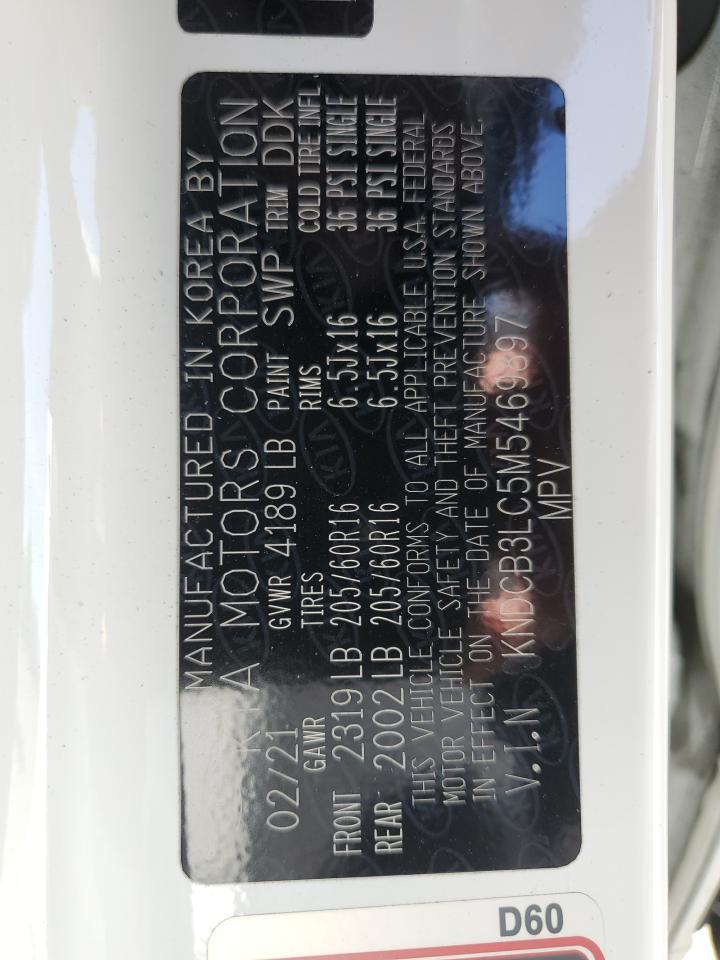 MANUFACTURED IN KOREA BY
KIA MOTORS CORPORATION
02/21 GVWR 4189 LB PAINT SWP TRIM DDK
GAWR TIRES RIMS COLD TIRE INFL.
FRONT 2319 LB 205/60R16 6.5Jx16 36 PSI SINGLE
REAR 2002 LB 205/60R16 6.5Jx16 36 PSI SINGLE
THIS VEHICLE CONFORMS TO ALL APPLICABLE U.S.A. FEDERAL
MOTOR VEHICLE SAFETY AND THEFT PREVENTION STANDARDS
IN EFFECT ON THE DATE OF MANUFACTURE SHOWN ABOVE.
V.I.N KNDCB3LC5M5469897
MPV
D60